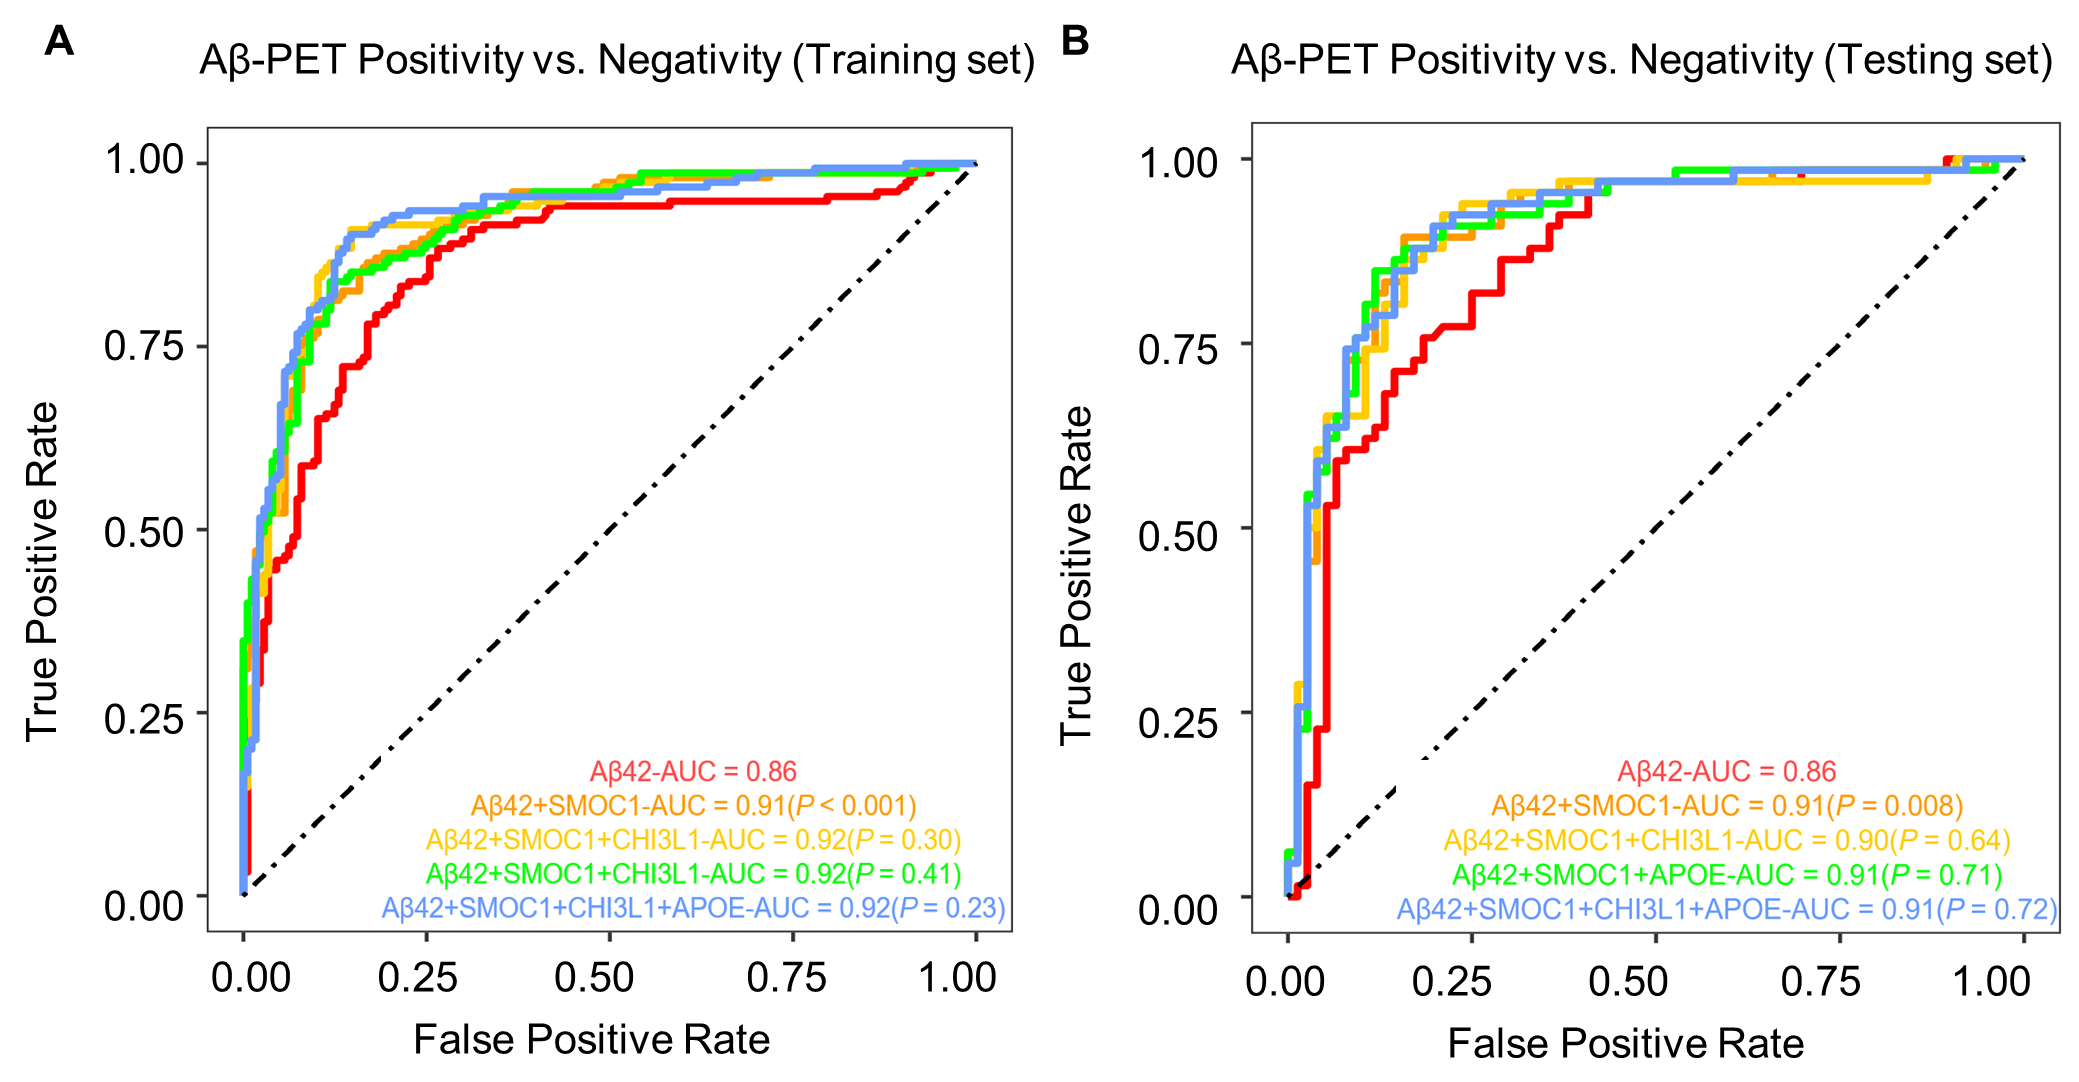 A
Aβ-PET Positivity vs. Negativity (Training set)
True Positive Rate
1.00
0.75
0.50
0.25
0.00
Aβ42-AUC = 0.86
Aβ42+SMOC1-AUC = 0.91(P < 0.001)
Aβ42+SMOC1+CHI3L1-AUC = 0.92(P = 0.30)
Aβ42+SMOC1+CHI3L1-AUC = 0.92(P = 0.41)
Aβ42+SMOC1+CHI3L1+APOE-AUC = 0.92(P = 0.23)
0.00 0.25 0.50 0.75 1.00
False Positive Rate
B
Aβ-PET Positivity vs. Negativity (Testing set)
True Positive Rate
1.00
0.75
0.50
0.25
0.00
Aβ42-AUC = 0.86
Aβ42+SMOC1-AUC = 0.91(P = 0.008)
Aβ42+SMOC1+CHI3L1-AUC = 0.90(P = 0.64)
Aβ42+SMOC1+APOE-AUC = 0.91(P = 0.71)
Aβ42+SMOC1+CHI3L1+APOE-AUC = 0.91(P = 0.72)
0.00 0.25 0.50 0.75 1.00
False Positive Rate